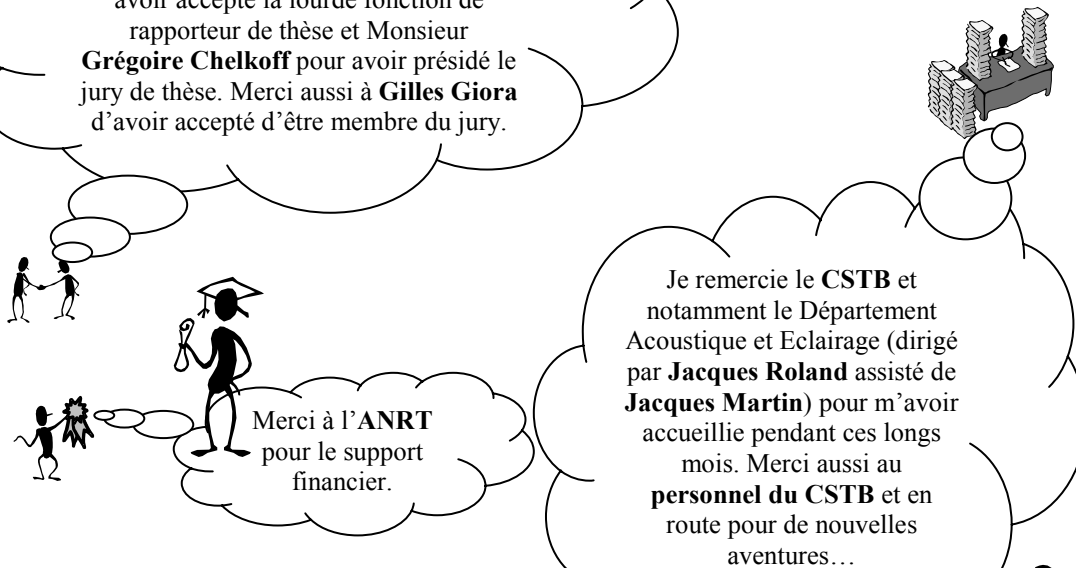 avoir accepté la lourde fonction de
rapporteur de thèse et Monsieur
Grégoire Chelkoff pour avoir présidé le
jury de thèse. Merci aussi à Gilles Giora
d’avoir accepté d’être membre du jury.
Merci à l’ANRT
pour le support
financier.
Je remercie le CSTB et
notamment le Département
Acoustique et Eclairage (dirigé
par Jacques Roland assisté de
Jacques Martin) pour m’avoir
accueillie pendant ces longs
mois. Merci aussi au
personnel du CSTB et en
route pour de nouvelles
aventures…